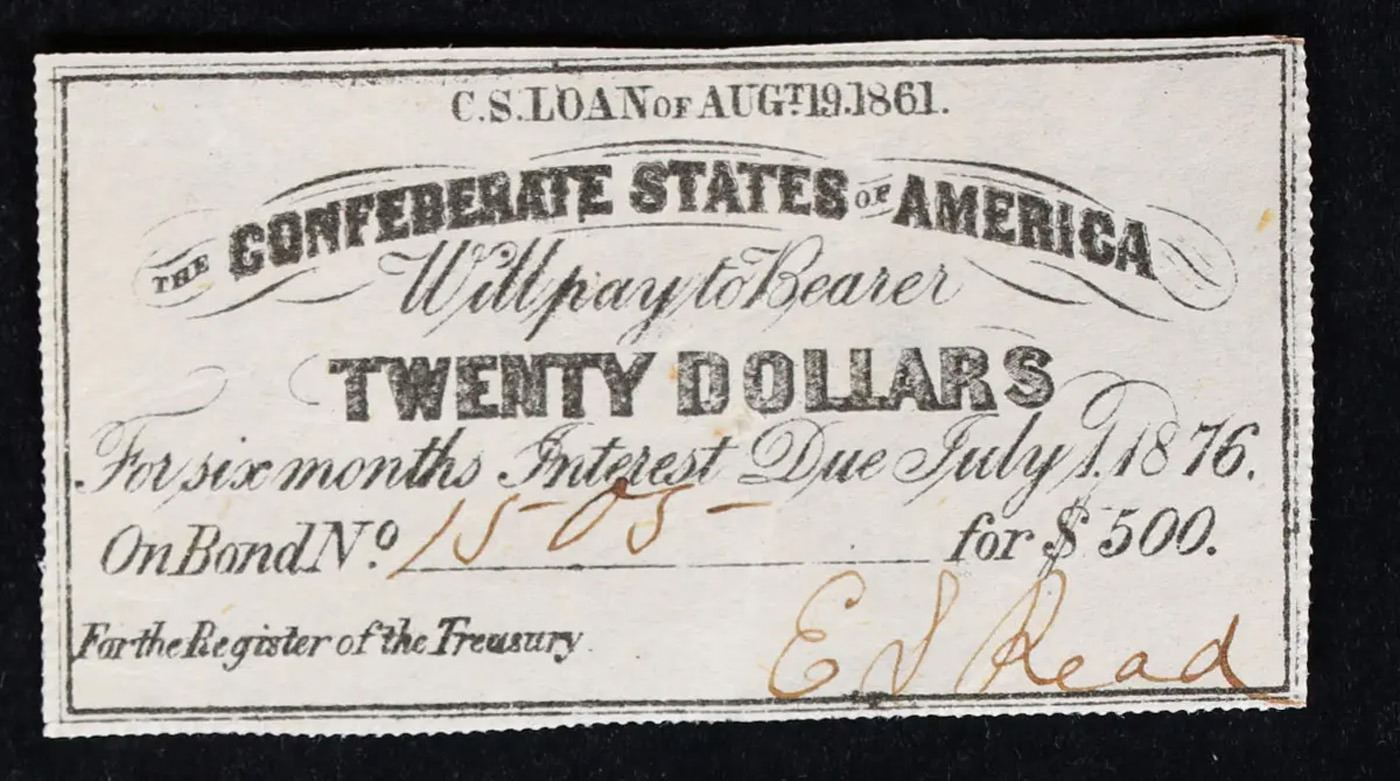 C.S. LOAN OF AUGT. 19. 1861.
THE CONFEDERATE STATES OF AMERICA
Will pay to Bearer
TWENTY DOLLARS
For six months Interest Due July 1. 1876.
On Bond No. 1505 - for $ 500.
For the Register of the Treasury E S Read